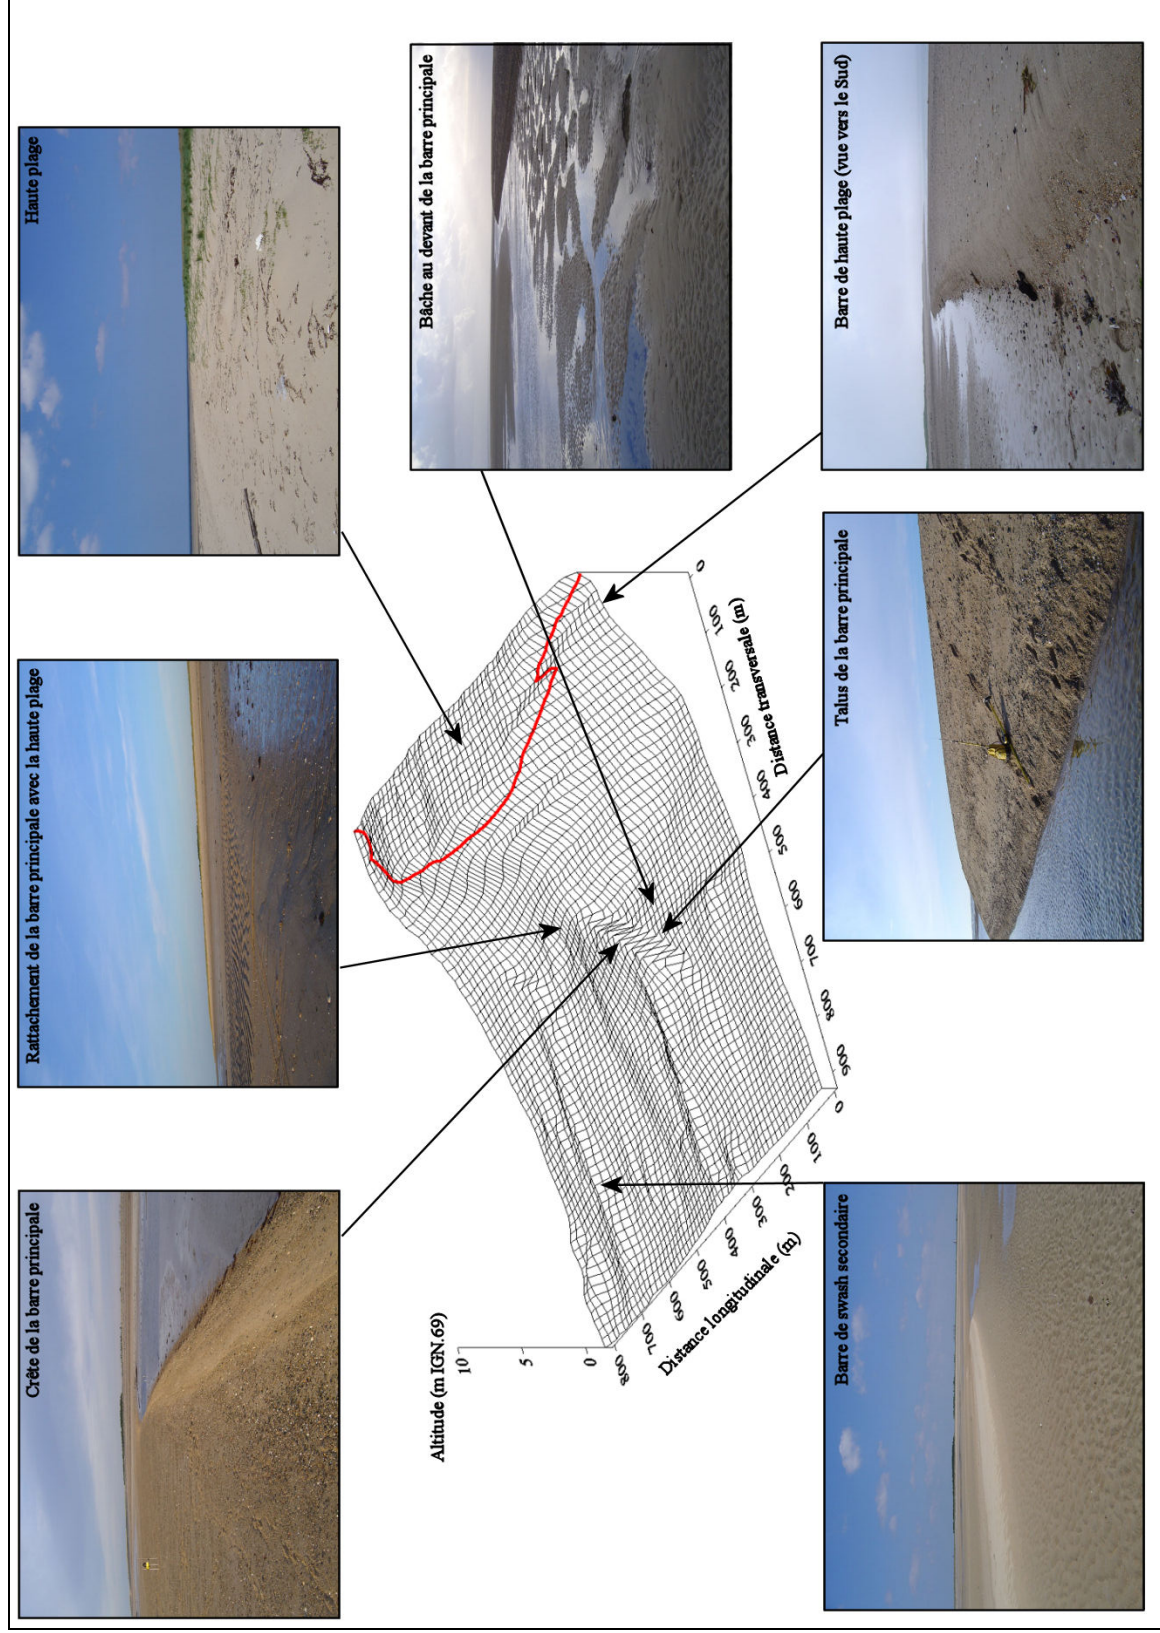 Crête de la barre principale
Rattachement de la barre principale avec la haute plage
Haute plage
Bâche au devant de la barre principale
Altitude (m IGN.69)
10
5
0
800
700
600
500
400
300
200
100
0
Distance longitudinale (m)
900
800
700
600
500
400
300
200
100
0
Distance transversale (m)
Barre de swash secondaire
Talus de la barre principale
Barre de haute plage (vue vers le Sud)